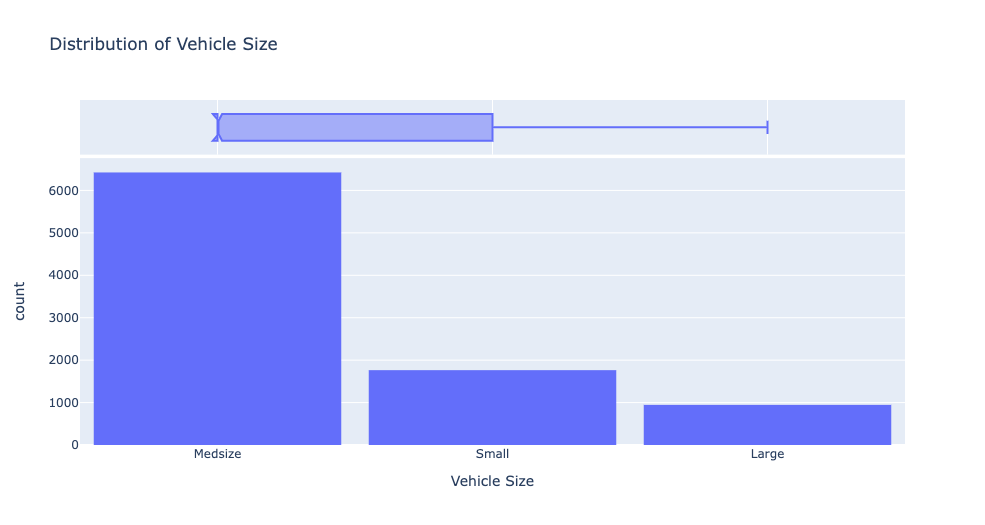 Distribution of Vehicle Size
6000
5000
4000
3000
2000
1000
0
count
Medsize
Small
Large
Vehicle Size